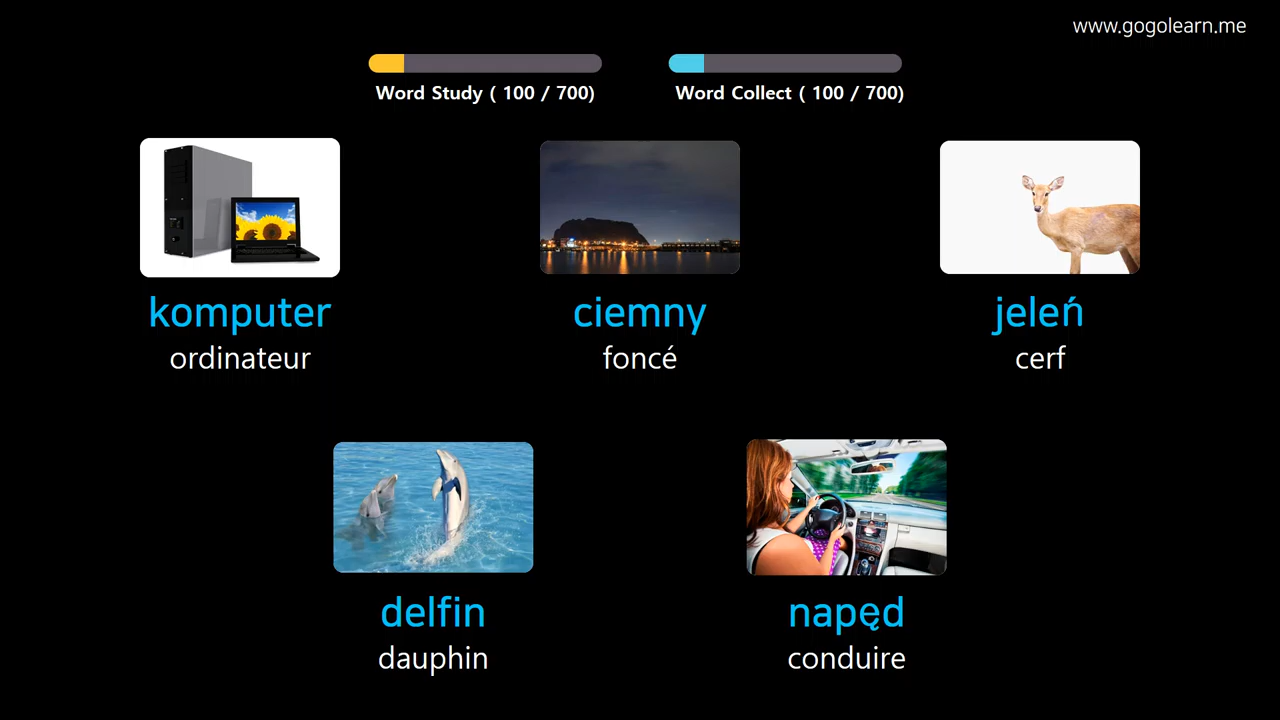 www.gogolearn.me
Word Study ( 100 / 700)
Word Collect ( 100 / 700)
komputer
ordinateur
ciemny
foncé
jeleń
cerf
delfin
dauphin
napęd
conduire